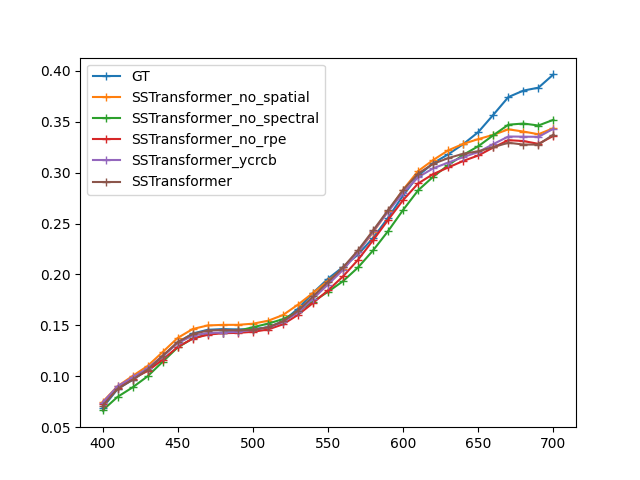 GT
SSTransformer_no_spatial
SSTransformer_no_spectral
SSTransformer_no_rpe
SSTransformer_ycrcb
SSTransformer
0.40
0.35
0.30
0.25
0.20
0.15
0.10
0.05
400 450 500 550 600 650 700